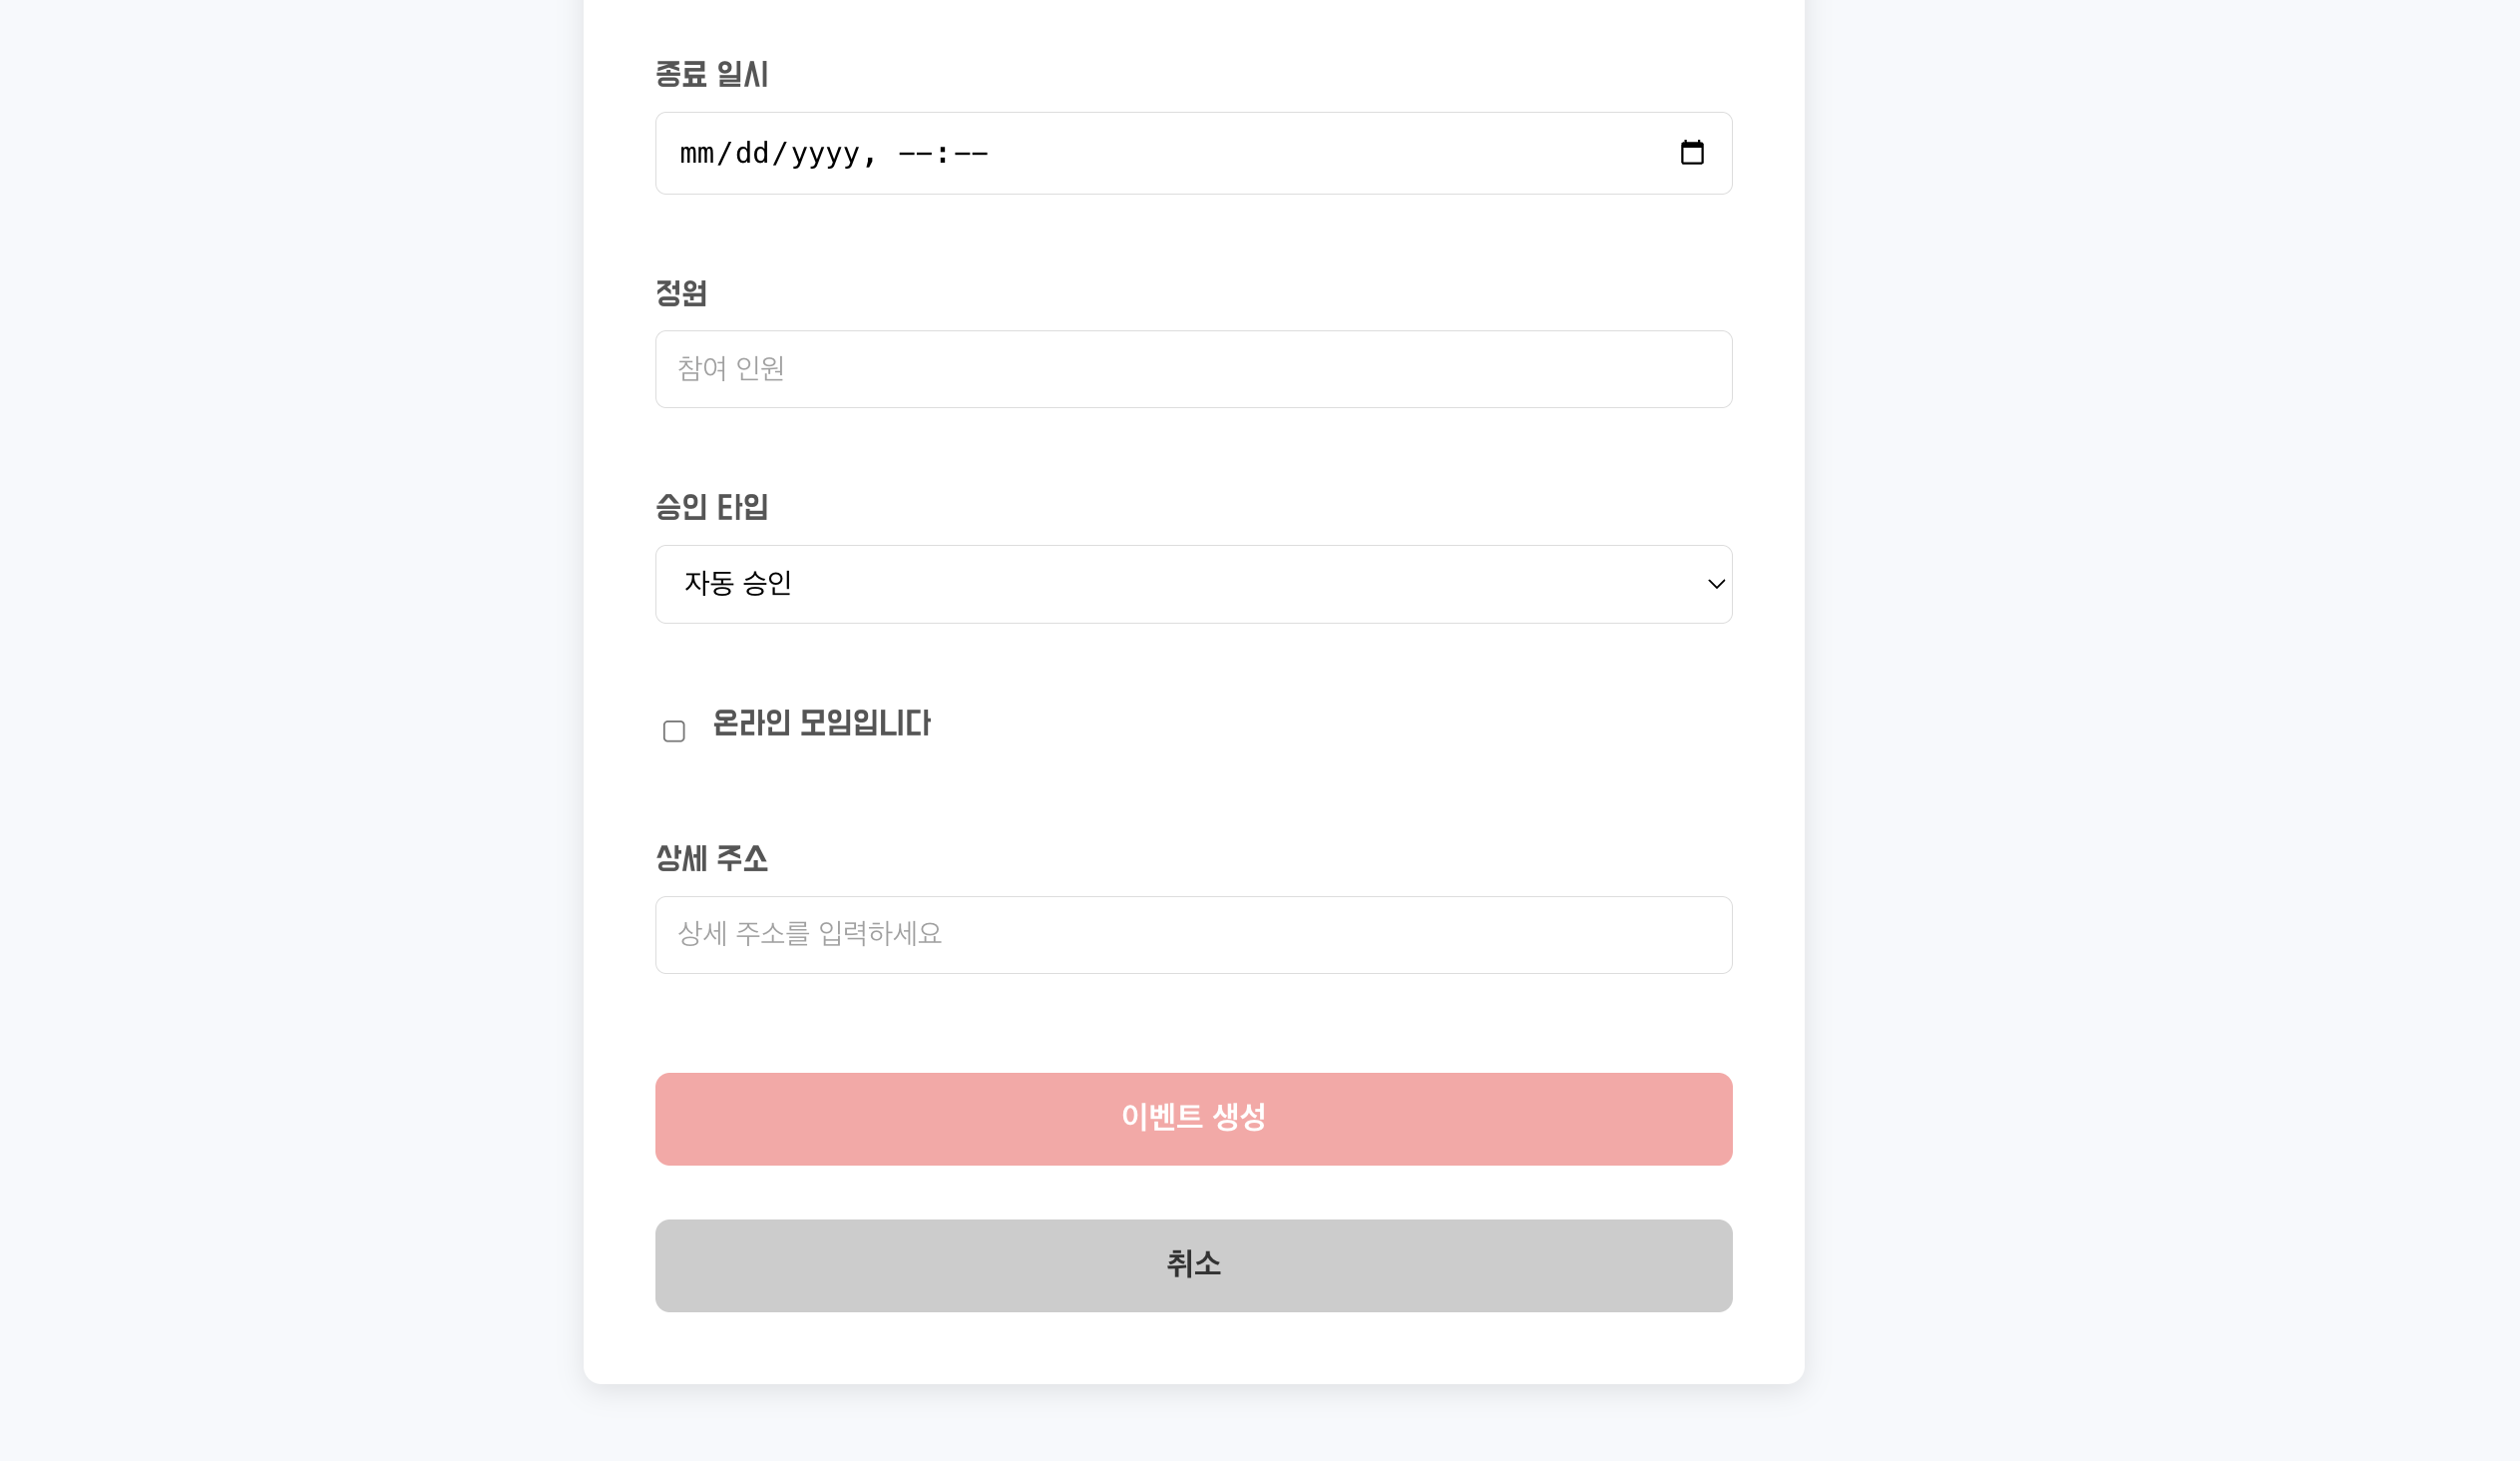 종료 일시
mm/dd/yyyy, --:--
정원
참여 인원
승인 타입
자동 승인
온라인 모임입니다
상세 주소
상세 주소를 입력하세요
이벤트 생성
취소